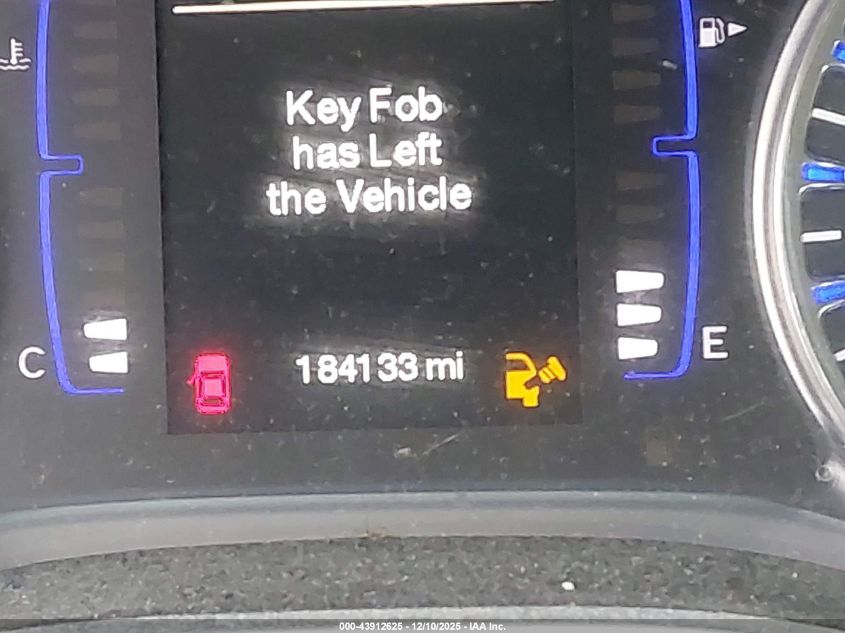 Key Fob
has Left
the Vehicle
C
184133 mi
E
000-43912625 - 12/10/2025 - IAA Inc.